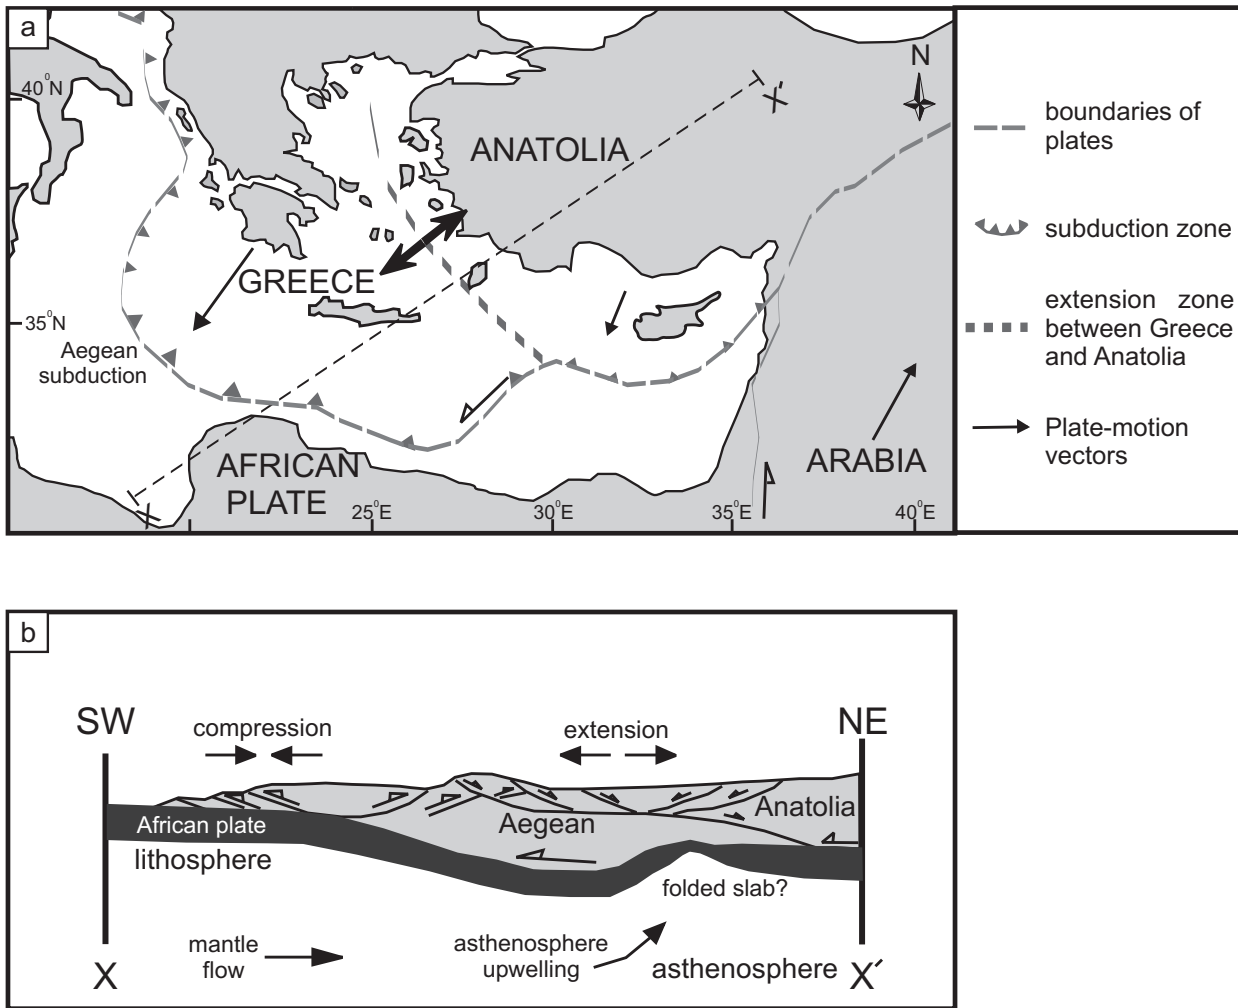 a
N
40°N
X'
ANATOLIA
GREECE
35°N
Aegean
subduction
AFRICAN
PLATE
ARABIA
X
25°E
30°E
35°E
40°E
boundaries of
plates
subduction zone
extension zone
between Greece
and Anatolia
Plate-motion
vectors
b
SW
NE
compression
extension
African plate
lithosphere
Aegean
Anatolia
folded slab?
mantle
flow
asthenosphere
upwelling
asthenosphere
X
X′